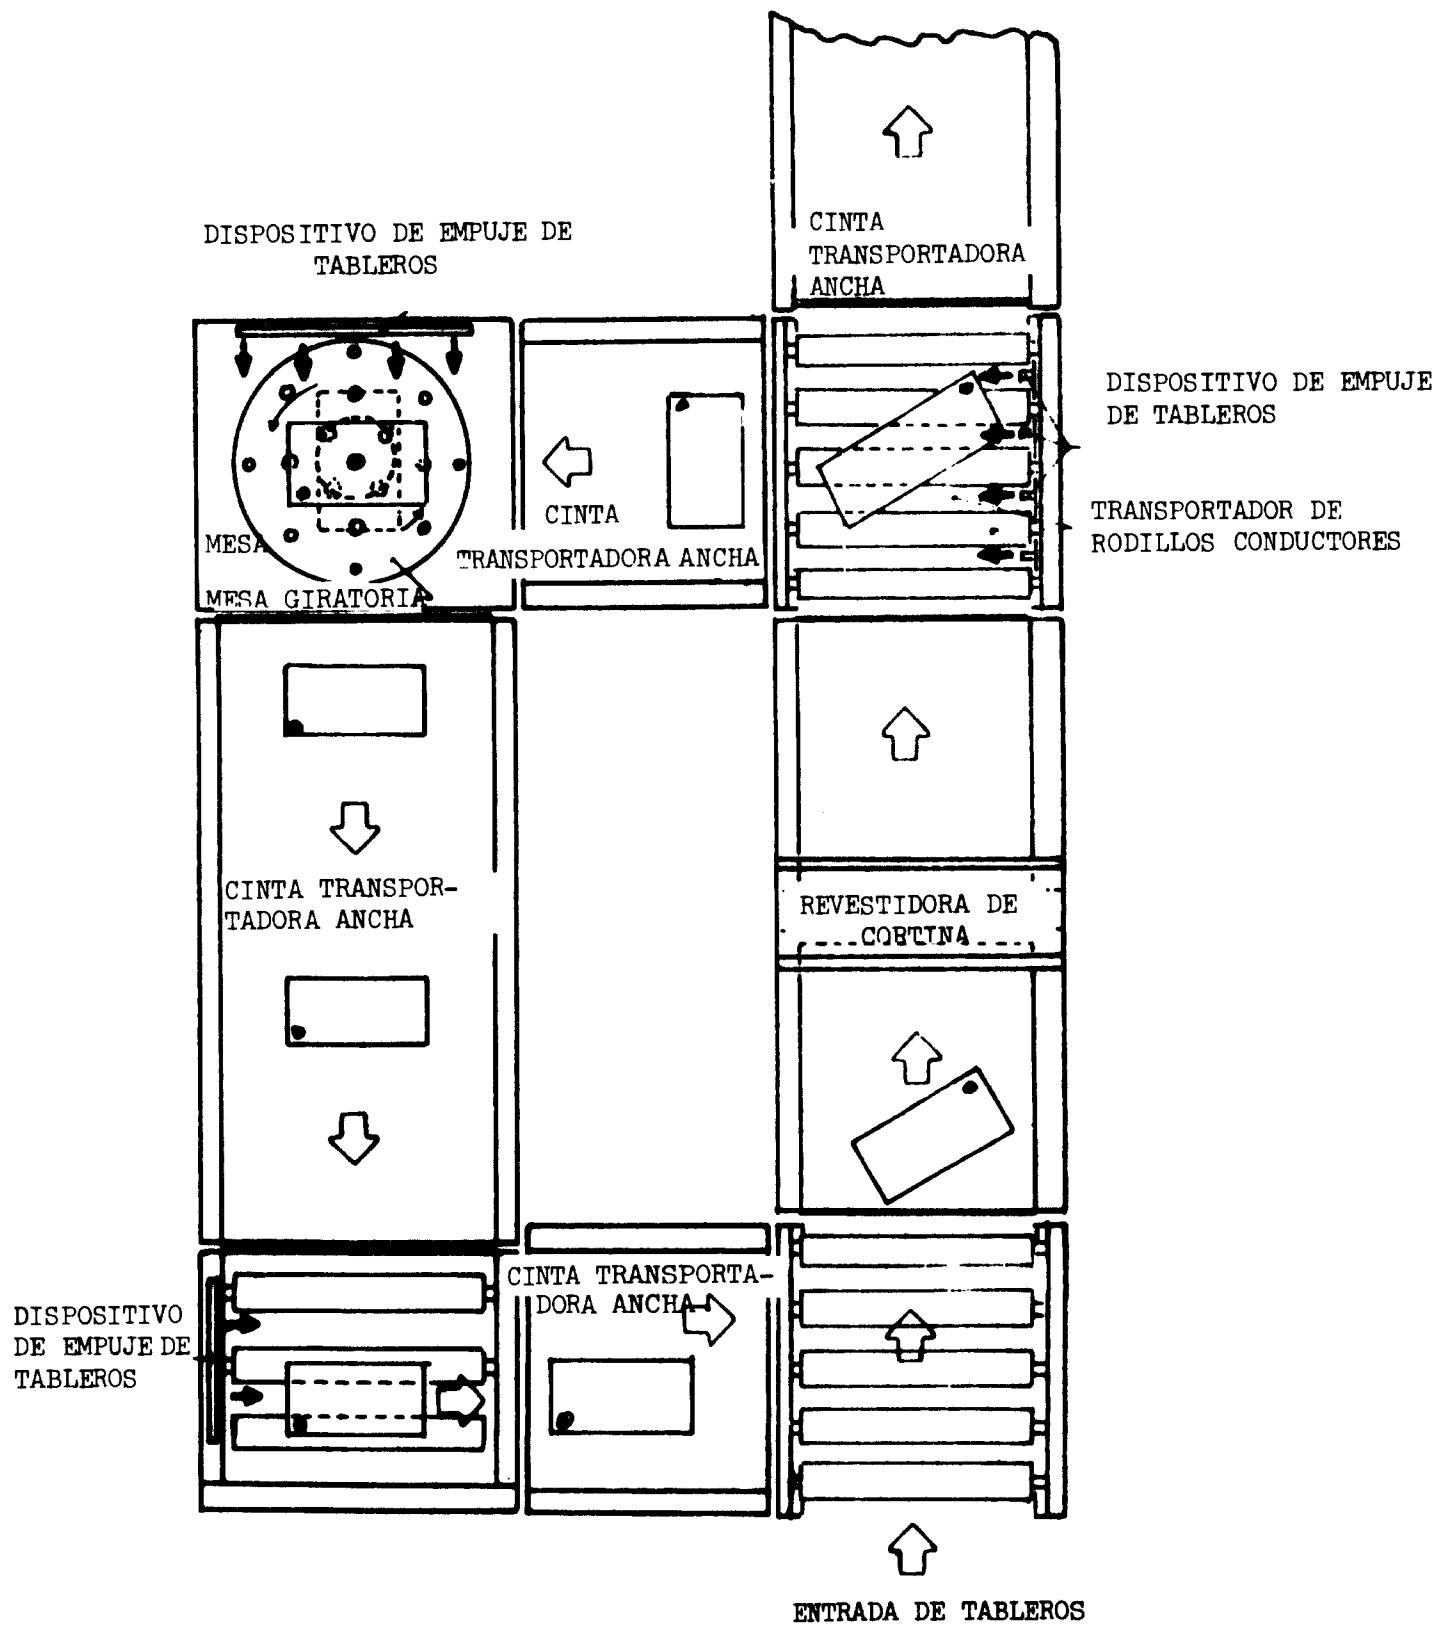 CINTA
TRANSPORTADORA
ANCHA
DISPOSITIVO DE EMPUJE DE
TABLEROS
DISPOSITIVO DE EMPUJE
DE TABLEROS
TRANSPORTADOR DE
RODILLOS CONDUCTORES
CINTA
TRANSPORTADORA ANCHA
MESA
MESA GIRATORIA
CINTA TRANSPOR-
TADORA ANCHA
REVESTIDORA DE
CORTINA
CINTA TRANSPORTA-
DORA ANCHA
DISPOSITIVO
DE EMPUJE DE
TABLEROS
ENTRADA DE TABLEROS